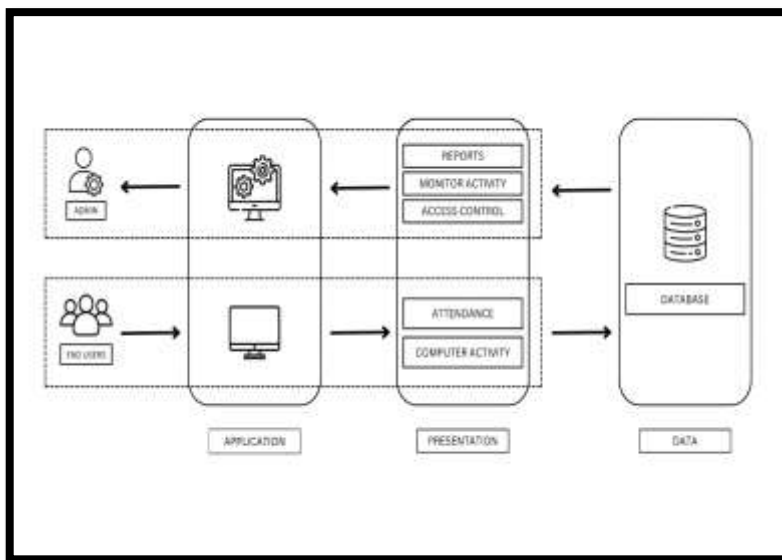 REPORTS
MONITOR ACTIVITY
ACCESS CONTROL
ADMIN
ATTENDANCE
DATABASE
END USERS
COMPUTER ACTIVITY
APPLICATION
PRESENTATION
DATA